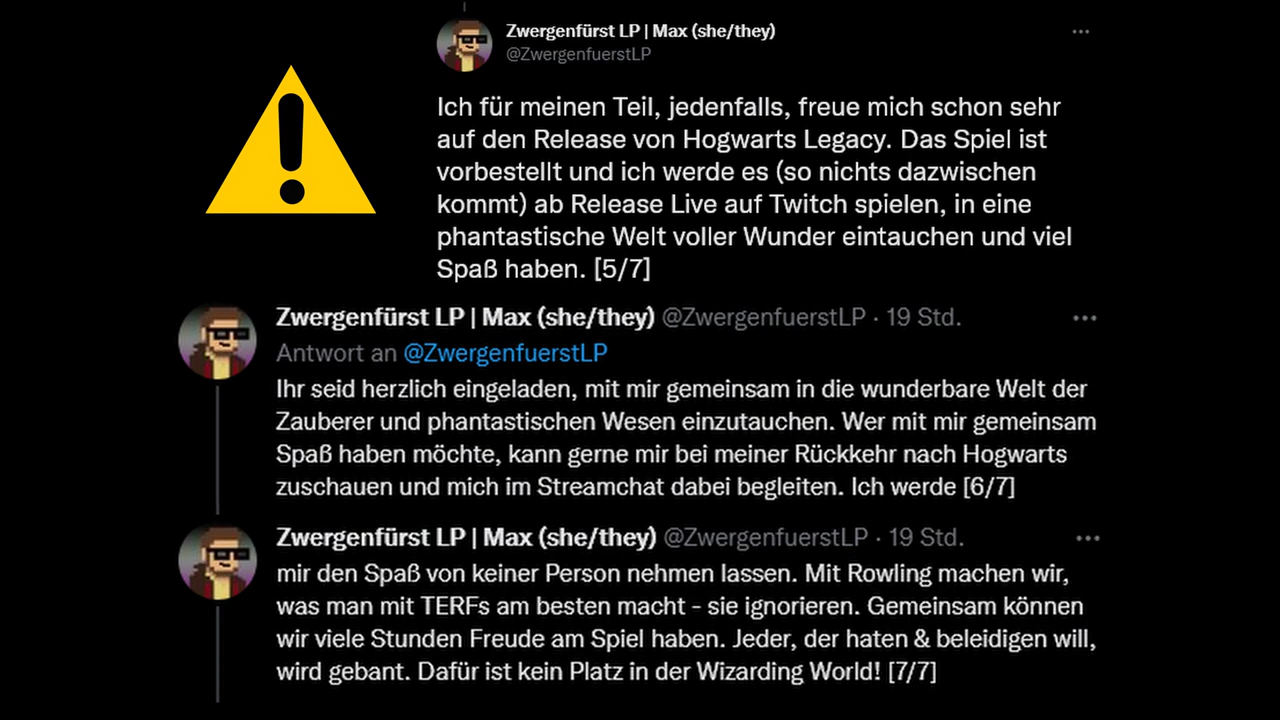 Zwergenfürst LP | Max (she/they)
@ZwergenfuerstLP
Ich für meinen Teil, jedenfalls, freue mich schon sehr
auf den Release von Hogwarts Legacy. Das Spiel ist
vorbestellt und ich werde es (so nichts dazwischen
kommt) ab Release Live auf Twitch spielen, in eine
phantastische Welt voller Wunder eintauchen und viel
Spaß haben. [5/7]
Zwergenfürst LP | Max (she/they) @ZwergenfuerstLP · 19 Std.
Antwort an @ZwergenfuerstLP
Ihr seid herzlich eingeladen, mit mir gemeinsam in die wunderbare Welt der
Zauberer und phantastischen Wesen einzutauchen. Wer mit mir gemeinsam
Spaß haben möchte, kann gerne mir bei meiner Rückkehr nach Hogwarts
zuschauen und mich im Streamchat dabei begleiten. Ich werde [6/7]
Zwergenfürst LP | Max (she/they) @ZwergenfuerstLP · 19 Std.
mir den Spaß von keiner Person nehmen lassen. Mit Rowling machen wir,
was man mit TERFs am besten macht - sie ignorieren. Gemeinsam können
wir viele Stunden Freude am Spiel haben. Jeder, der haten & beleidigen will,
wird gebant. Dafür ist kein Platz in der Wizarding World! [7/7]